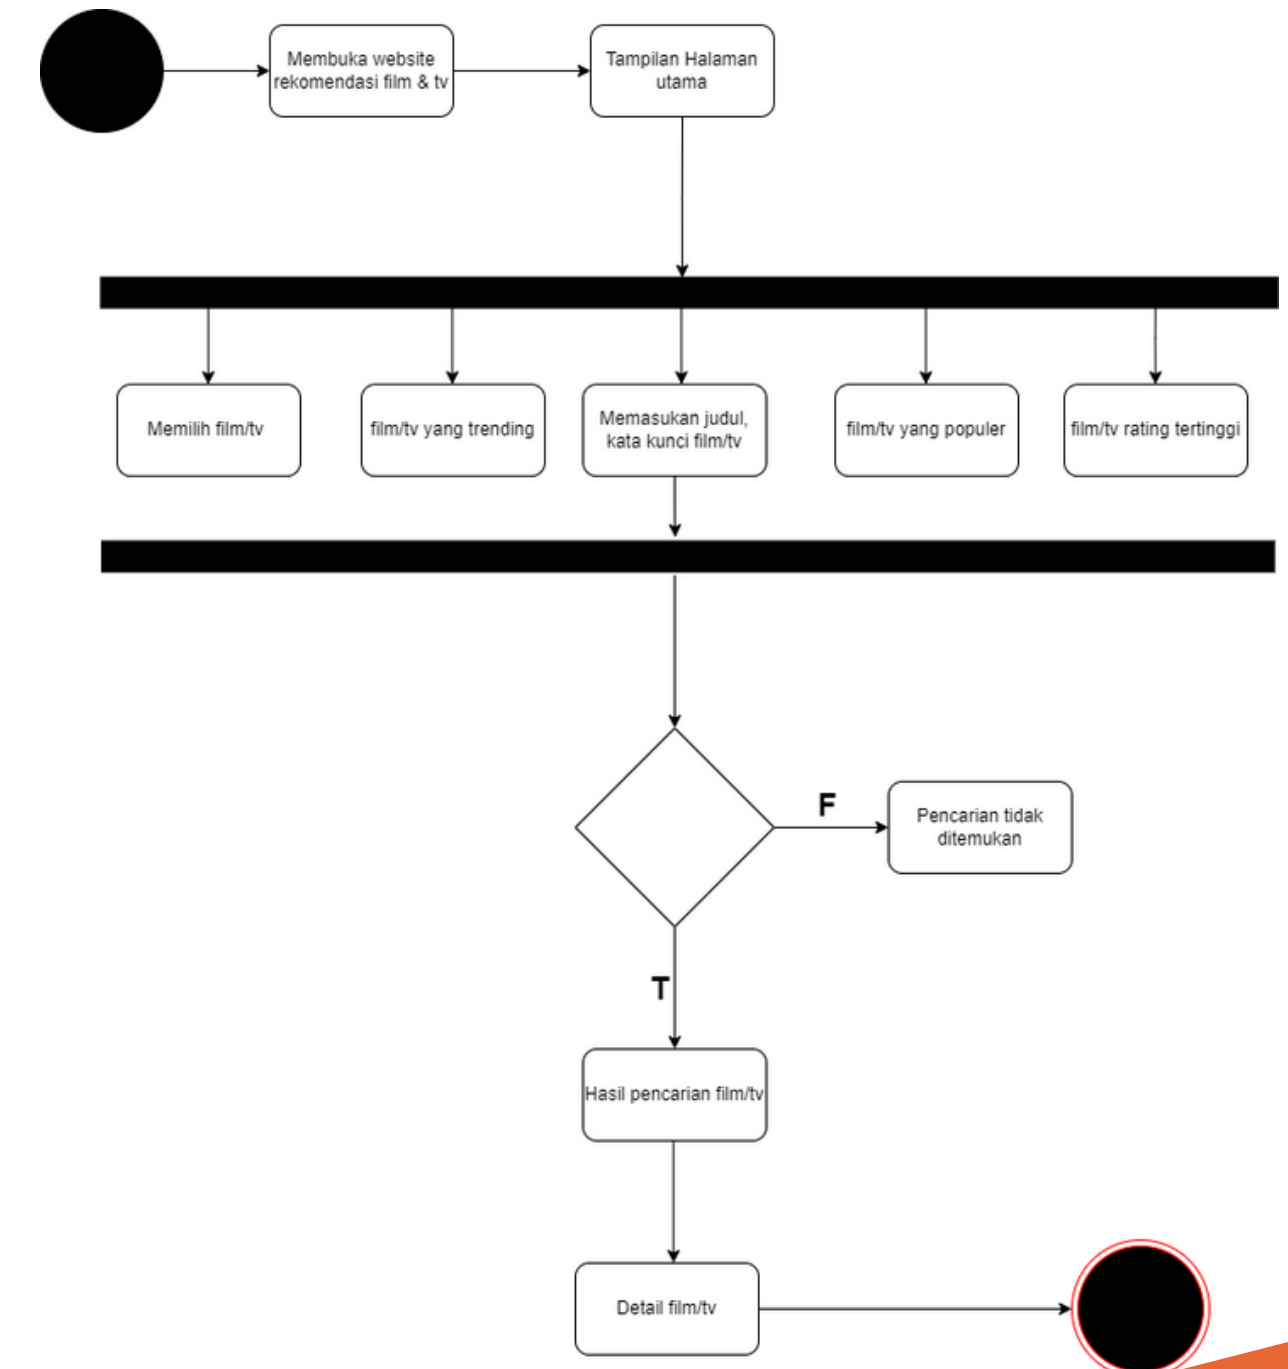 Membuka website
rekomendasi film & tv
Tampilan Halaman
utama
Memilih film/tv
film/tv yang trending
Memasukan judul,
kata kunci film/tv
film/tv yang populer
film/tv rating tertinggi
F
Pencarian tidak
ditemukan
T
Hasil pencarian film/tv
Detail film/tv